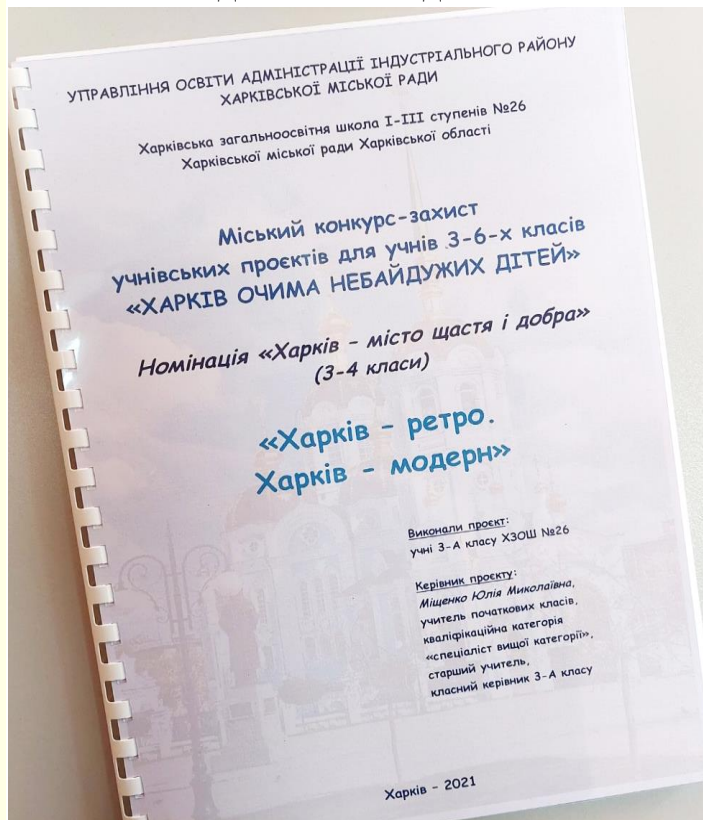 УПРАВЛІННЯ ОСВІТИ АДМІНІСТРАЦІЇ ІНДУСТРІАЛЬНОГО РАЙОНУ
ХАРКІВСЬКОЇ МІСЬКОЇ РАДИ
Харківська загальноосвітня школа І-ІІІ ступенів №26
Харківської міської ради Харківської області
Міський конкурс-захист
учнівських проєктів для учнів 3-6-х класів
«ХАРКІВ ОЧИМА НЕБАЙДУЖИХ ДІТЕЙ»
Номінація «Харків - місто щастя і добра»
(3-4 класи)
«Харків - ретро.
Харків - модерн»
Виконали проєкт:
учні 3-А класу ХЗОШ №26
Керівник проєкту:
Міщенко Юлія Миколаївна,
учитель початкових класів,
кваліфікаційна категорія
«спеціаліст вищої категорії»,
старший учитель,
класний керівник 3-А класу
Харків - 2021